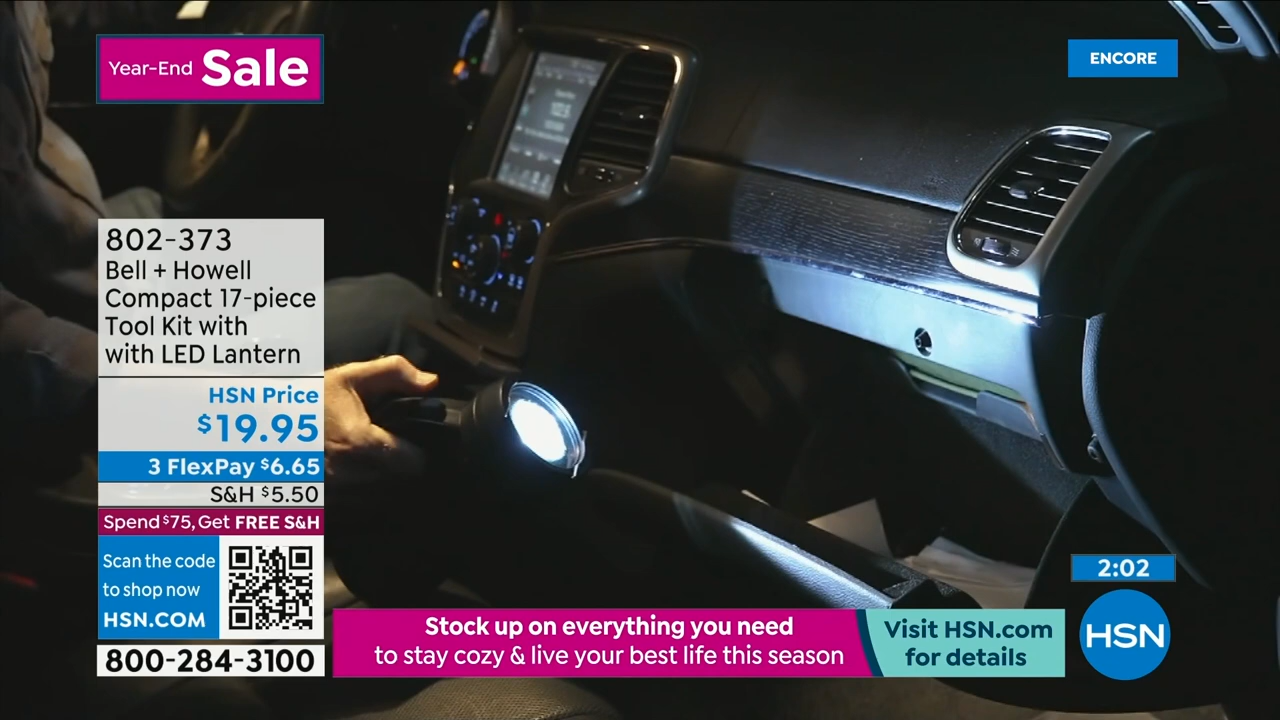 Year-End Sale
ENCORE
802-373
Bell + Howell
Compact 17-piece
Tool Kit with
with LED Lantern
HSN Price
$19.95
3 FlexPay $6.65
S&H $5.50
Spend $75, Get FREE S&H
Scan the code
to shop now
HSN.COM
800-284-3100
Stock up on everything you need
to stay cozy & live your best life this season
Visit HSN.com
for details
2:02
HSN